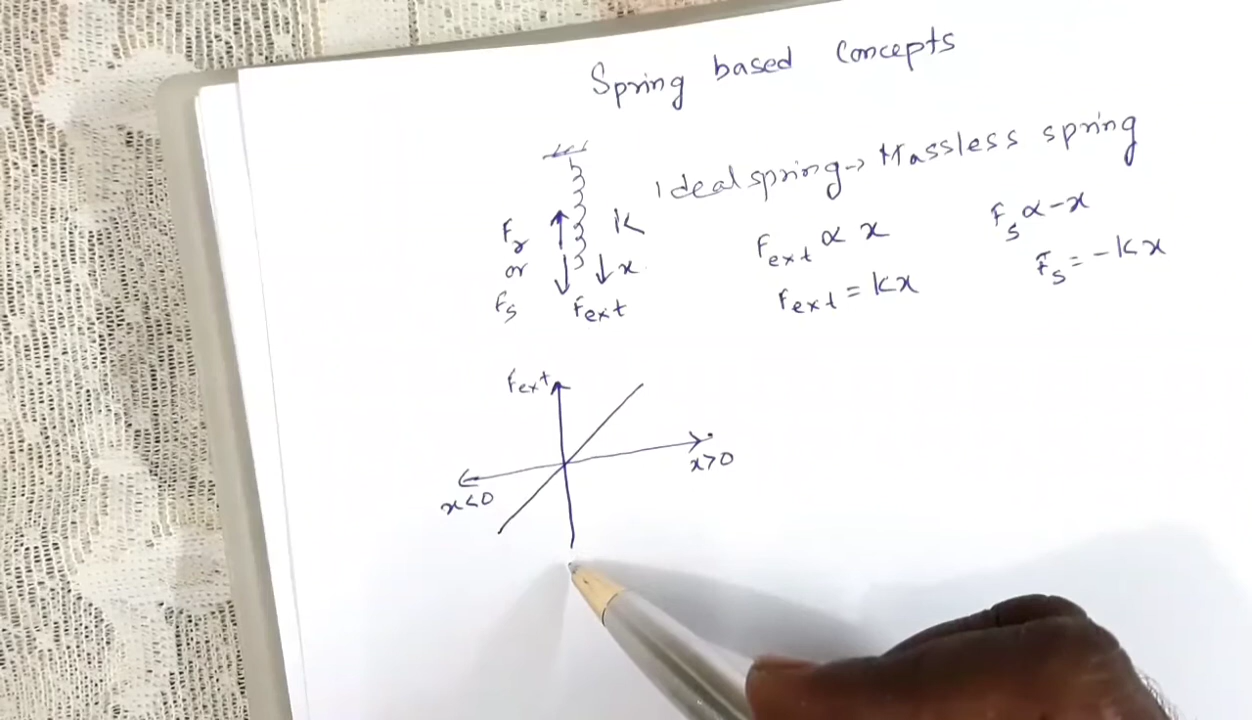 Spring based Concepts
Ideal spring → Massless spring
Fr
or
Fs
K
x
Fext
Fext ∝ x
Fext = Kx
Fs ∝ -x
Fs = -Kx
Fext
x<0
x>0